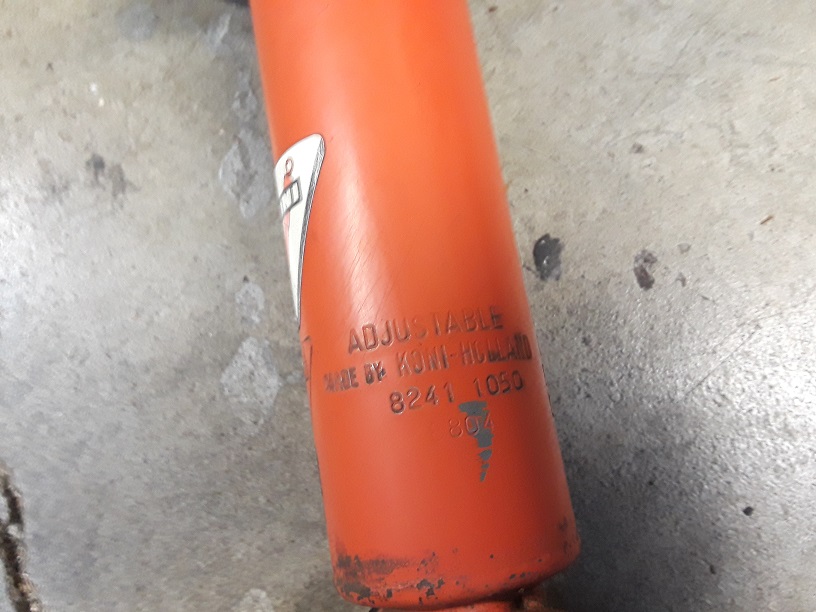 ADJUSTABLE
MADE BY KONI-HOLLAND
8241 1050
804